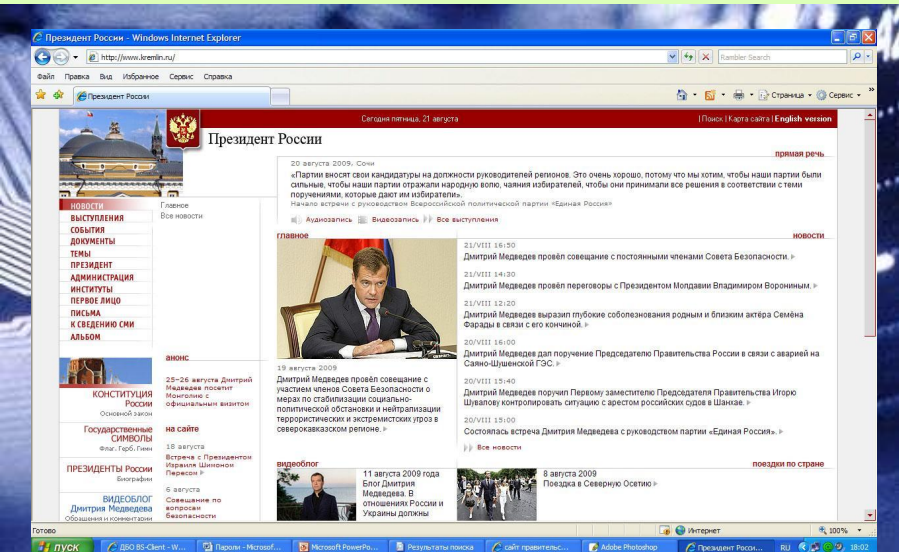 Президент России - Windows Internet Explorer
http://www.kremlin.ru/
Rambler Search
Файл Правка Вид Избранное Сервис Справка
Президент России
Страница
Сервис
Сегодня пятница, 21 августа
| Поиск | Карта сайта | English version
Президент России
прямая речь
20 августа 2009, Сочи
«Партии вносят свои кандидатуры на должности руководителей регионов. Это очень хорошо, потому что мы хотим, чтобы наши партии были
сильные, чтобы наши партии отражали народную волю, чаяния избирателей, чтобы они принимали все решения в соответствии с теми
поручениями, которые дают им избиратели».
Начало встречи с руководством Всероссийской политической партии «Единая Россия»
Аудиозапись Видеозапись Все выступления
НОВОСТИ
ВЫСТУПЛЕНИЯ
СОБЫТИЯ
ДОКУМЕНТЫ
ТЕМЫ
ПРЕЗИДЕНТ
АДМИНИСТРАЦИЯ
ИНСТИТУТЫ
ПЕРВОЕ ЛИЦО
ПИСЬМА
К СВЕДЕНИЮ СМИ
АЛЬБОМ
Главное
Все новости
КОНСТИТУЦИЯ
России
Основной закон
Государственные
СИМВОЛЫ
Флаг, Герб, Гимн
ПРЕЗИДЕНТЫ России
Биографии
ВИДЕОБЛОГ
Дмитрия Медведева
Обращения и комментарии
анонс
25–26 августа Дмитрий
Медведев посетит
Монголию с
официальным визитом
на сайте
18 августа
Встреча с Президентом
Израиля Шимоном
Пересом
6 августа
Совещание по
вопросам
безопасности
главное
19 августа 2009
Дмитрий Медведев провёл совещание с
участием членов Совета Безопасности о
мерах по стабилизации социально-
политической обстановки и нейтрализации
террористических и экстремистских угроз в
северокавказском регионе.
новости
21/VIII 16:50
Дмитрий Медведев провёл совещание с постоянными членами Совета Безопасности.
21/VIII 14:30
Дмитрий Медведев провёл переговоры с Президентом Молдавии Владимиром Ворониным.
21/VIII 12:20
Дмитрий Медведев выразил глубокие соболезнования родным и близким актёра Семёна
Фарады в связи с его кончиной.
20/VIII 16:00
Дмитрий Медведев дал поручение Председателю Правительства России в связи с аварией на
Саяно-Шушенской ГЭС.
20/VIII 15:40
Дмитрий Медведев поручил Первому заместителю Председателя Правительства Игорю
Шувалову контролировать ситуацию с арестом российских судов в Шанхае.
20/VIII 15:00
Состоялась встреча Дмитрия Медведева с руководством партии «Единая Россия».
Все новости
видеоблог
11 августа 2009 года
Блог Дмитрия
Медведева. В
отношениях России и
Украины должны
поездки по стране
8 августа 2009
Поездка в Северную Осетию
Готово
Интернет
100%
пуск
ДБО BS-Client - W...
Пароли - Microsof...
Microsoft PowerPo...
Результаты поиска
сайт правительс...
Adobe Photoshop
Президент Росси...
RU
18:02